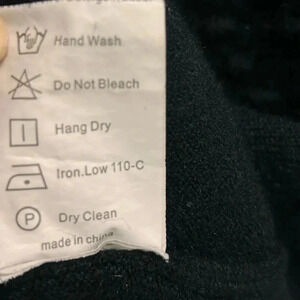 Hand Wash
Do Not Bleach
Hang Dry
Iron.Low 110-C
P Dry Clean
made in china